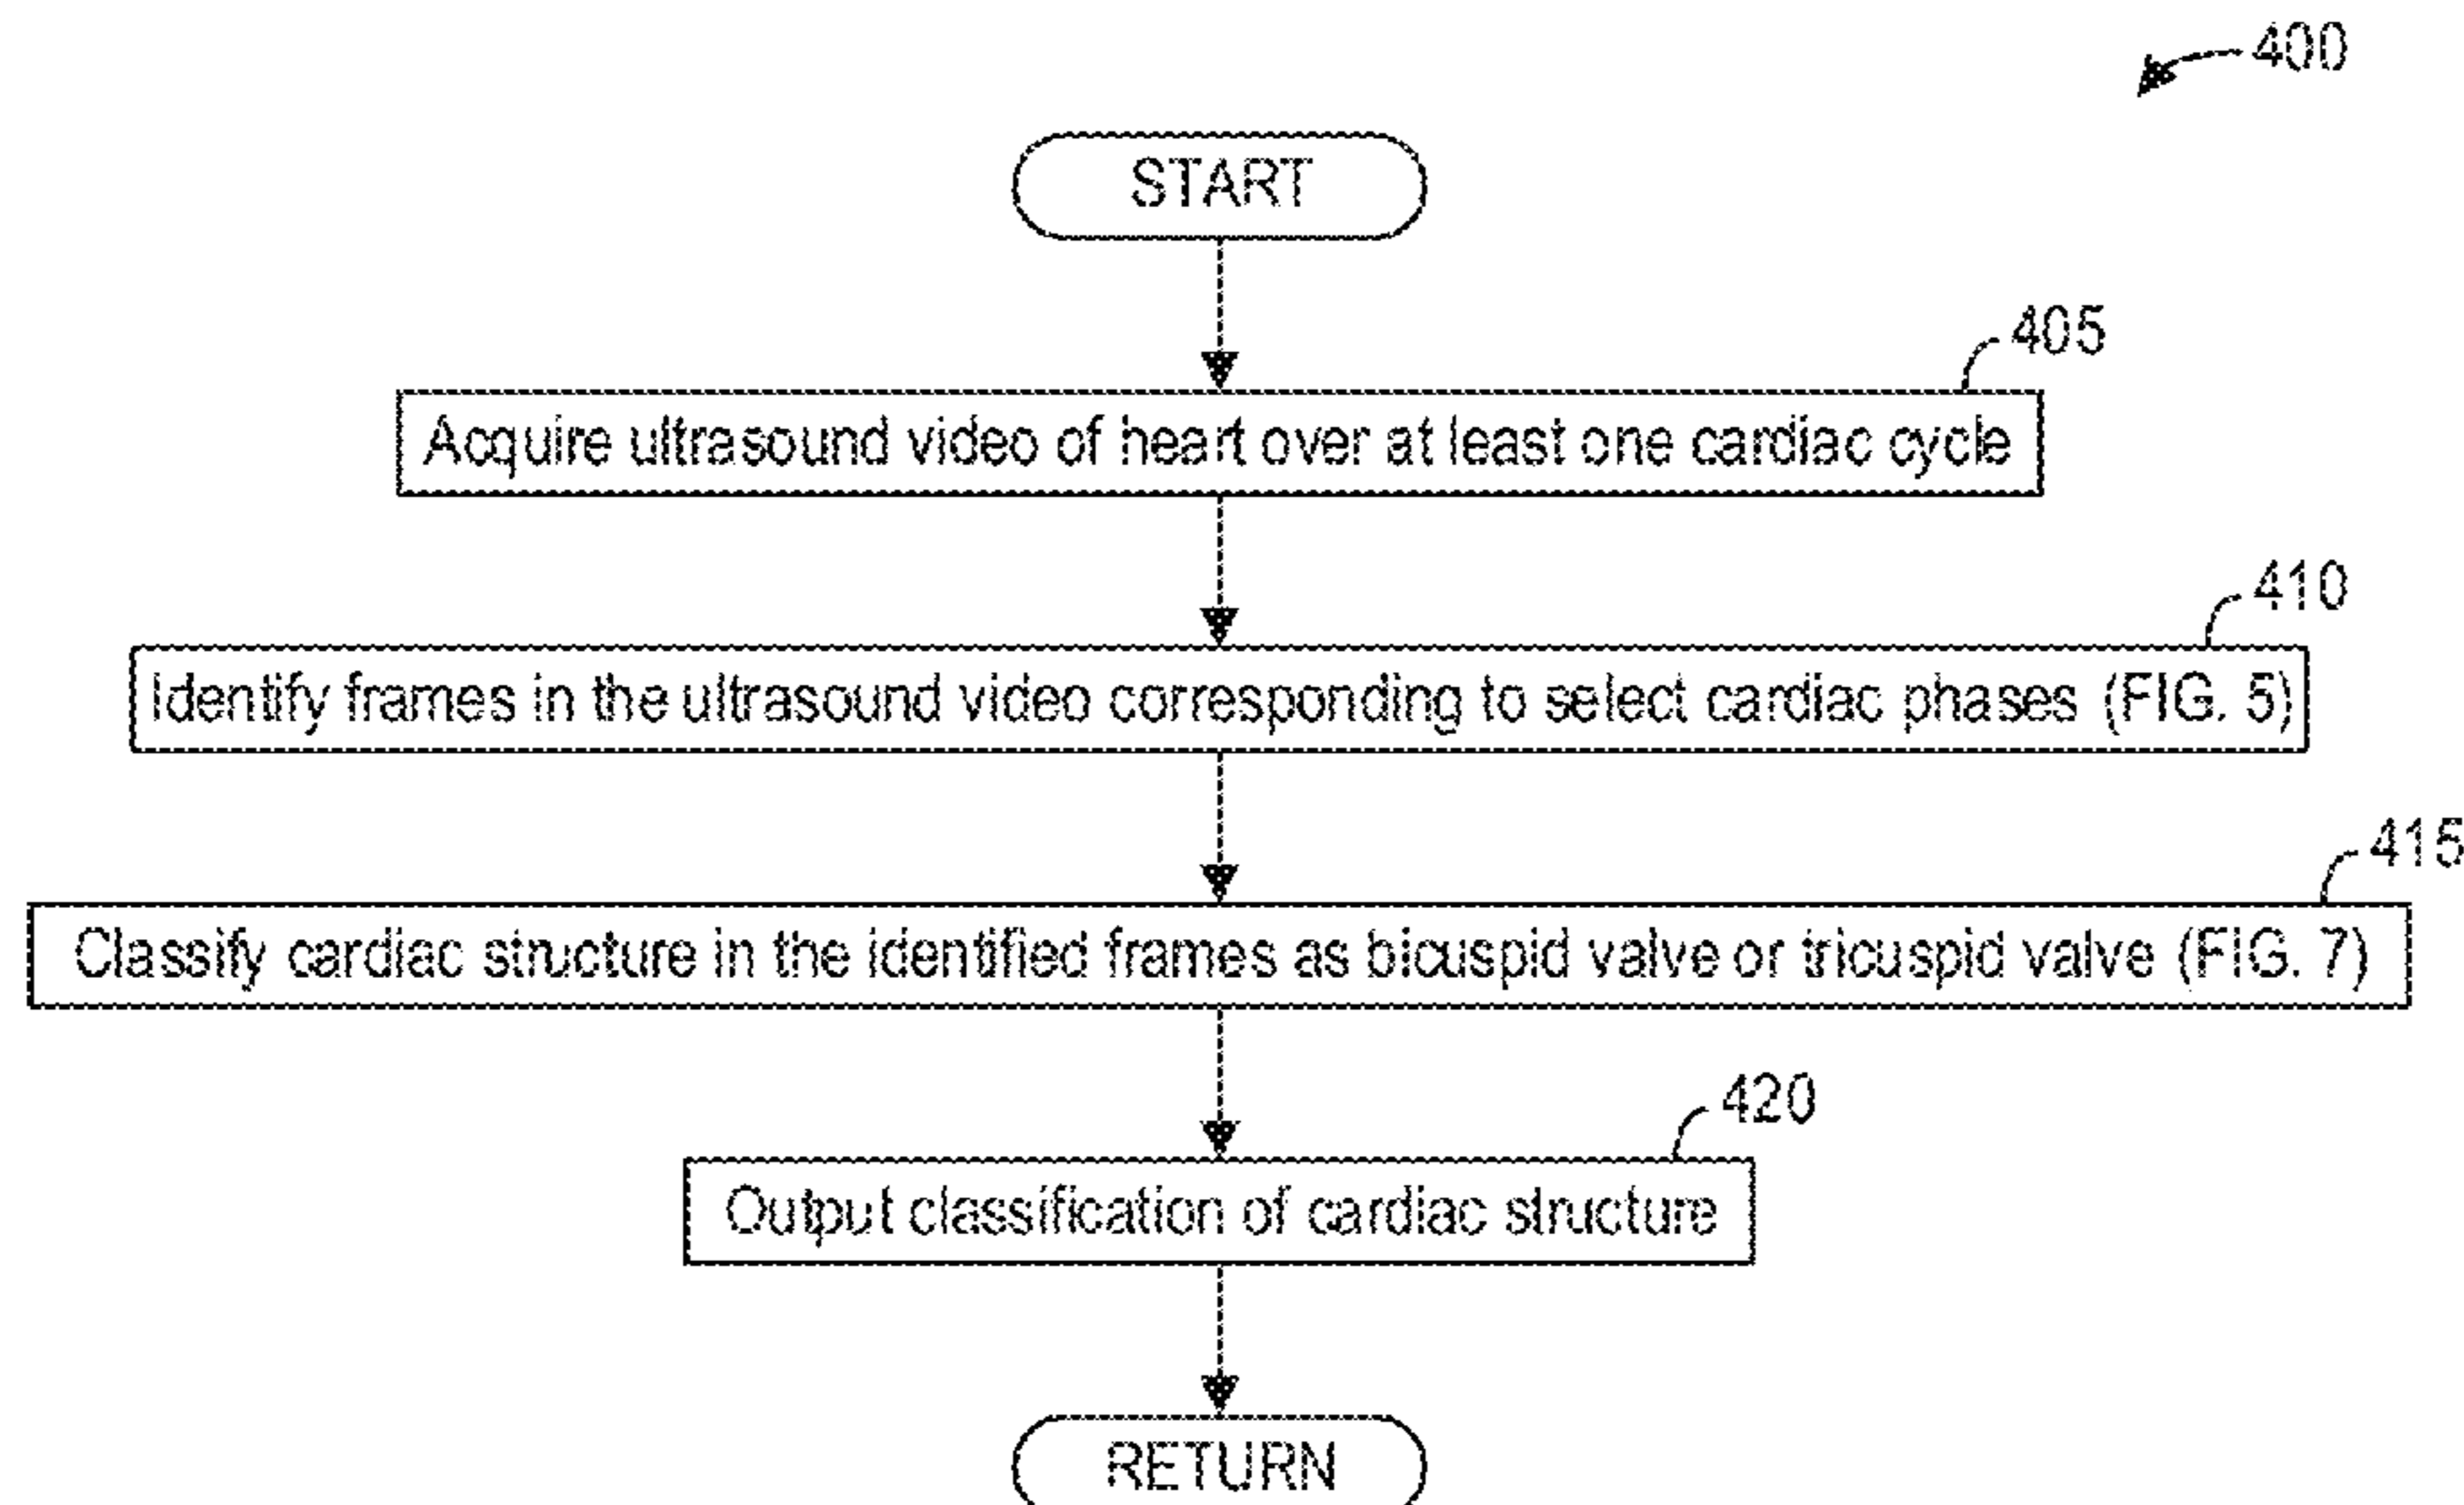 400
START
405
Acquire ultrasound video of heart over at least one cardiac cycle
410
Identify frames in the ultrasound video corresponding to select cardiac phases (FIG. 5)
415
Classify cardiac structure in the identified frames as bicuspid valve or tricuspid valve (FIG. 7)
420
Output classification of cardiac structure
RETURN